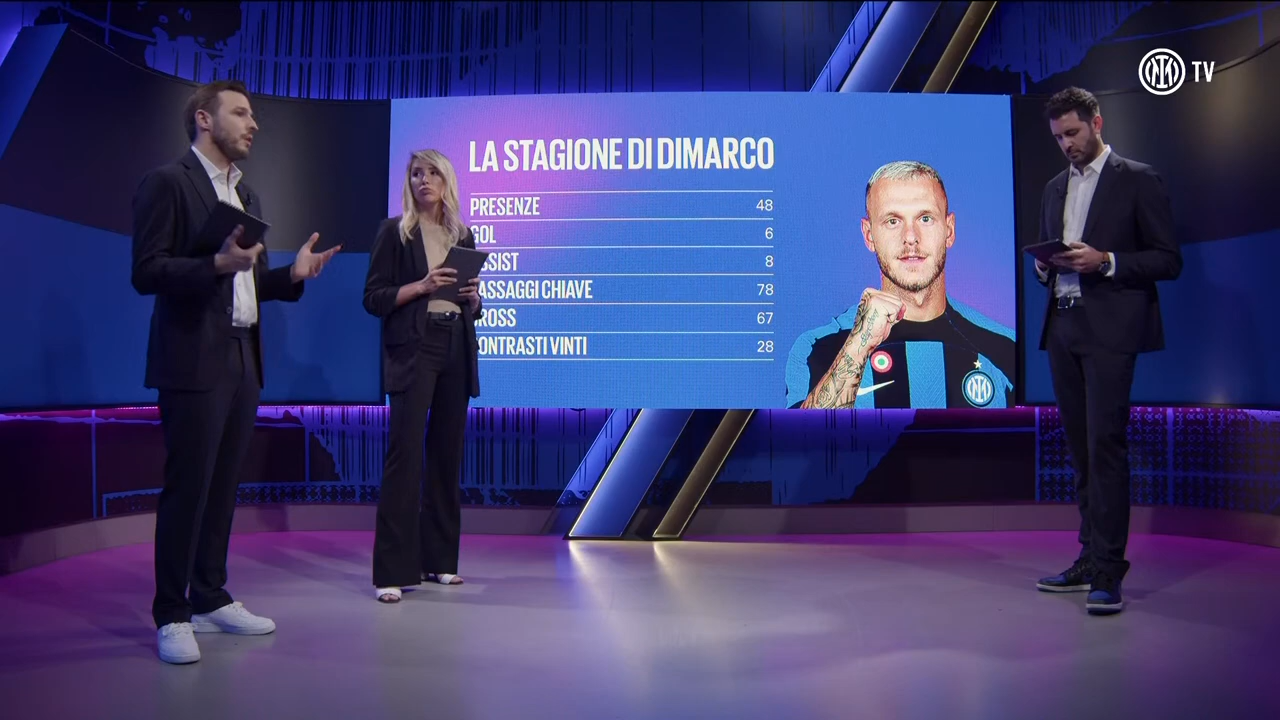 TV
LA STAGIONE DI DIMARCO
PRESENZE 48
GOL 6
SSIST 8
ASSAGGI CHIAVE 78
ROSS 67
ONTRASTI VINTI 28